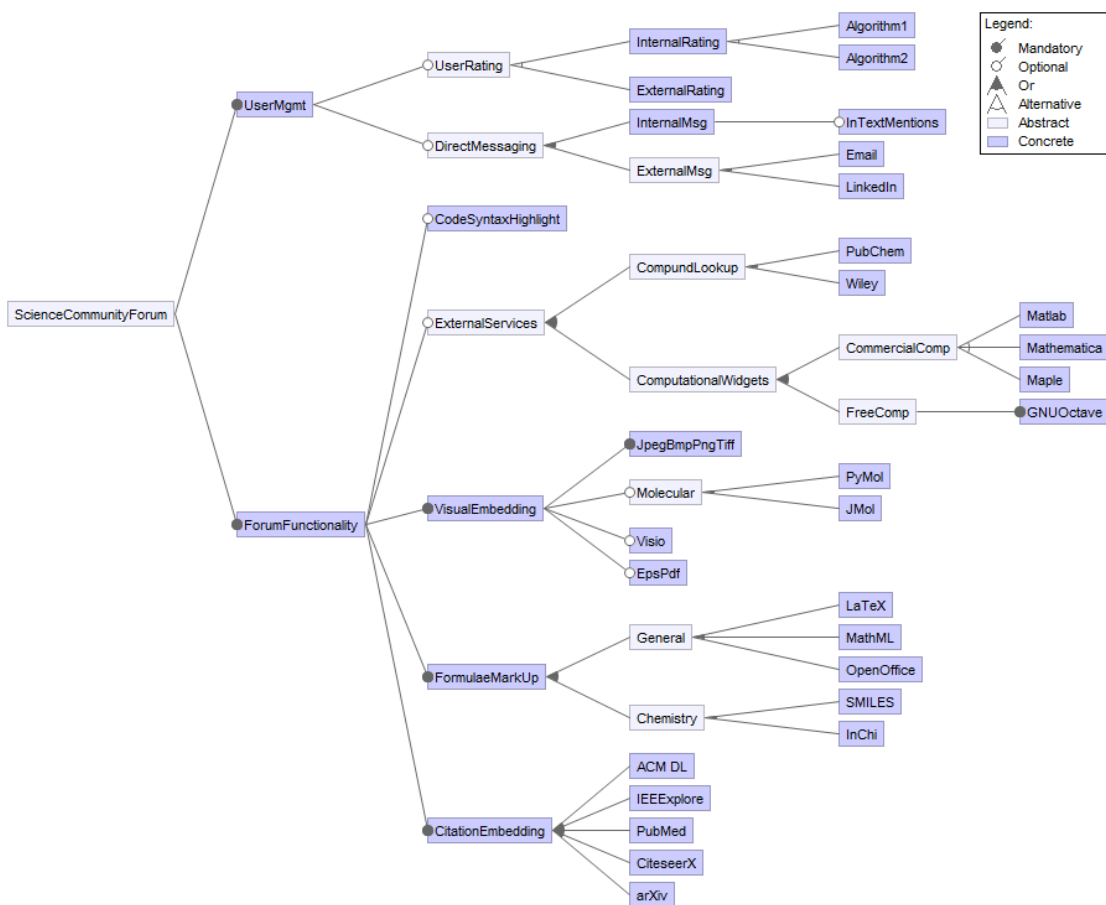 Legend:
Mandatory
Optional
Or
Alternative
Abstract
Concrete
ScienceCommunityForum
UserMgmt
UserRating
InternalRating
Algorithm1
Algorithm2
ExternalRating
DirectMessaging
InternalMsg
InTextMentions
ExternalMsg
Email
LinkedIn
ForumFunctionality
CodeSyntaxHighlight
ExternalServices
CompundLookup
PubChem
Wiley
ComputationalWidgets
CommercialComp
Matlab
Mathematica
Maple
FreeComp
GNUOctave
VisualEmbedding
JpegBmpPngTiff
Molecular
PyMol
JMol
Visio
EpsPdf
FormulaeMarkUp
General
LaTeX
MathML
OpenOffice
Chemistry
SMILES
InChi
CitationEmbedding
ACM DL
IEEExplore
PubMed
CiteseerX
arXiv